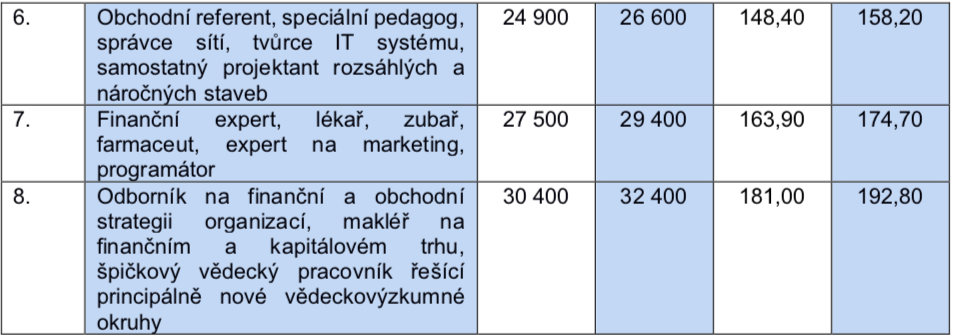 6. Obchodní referent, speciální pedagog, 24 900 26 600 148,40 158,20
správce sítí, tvůrce IT systému,
samostatný projektant rozsáhlých a
náročných staveb
7. Finanční expert, lékař, zubař, 27 500 29 400 163,90 174,70
farmaceut, expert na marketing,
programátor
8. Odborník na finanční a obchodní 30 400 32 400 181,00 192,80
strategii organizací, makléř na
finančním a kapitálovém trhu,
špičkový vědecký pracovník řešící
principálně nové vědeckovýzkumné
okruhy